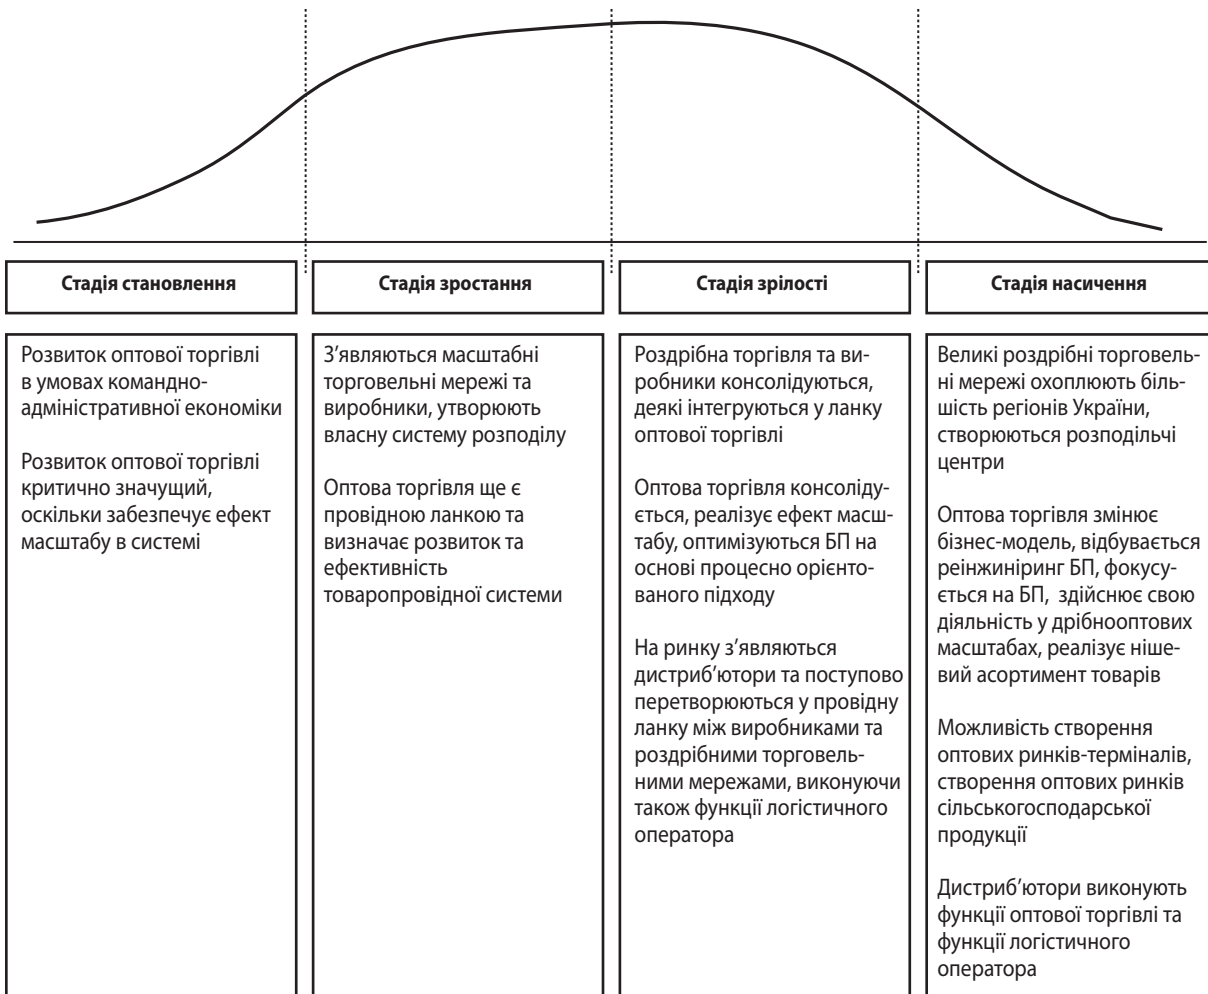 Стадія становлення
Стадія зростання
Стадія зрілості
Стадія насичення
Розвиток оптової торгівлі
в умовах командно-
адміністративної економіки
Розвиток оптової торгівлі
критично значущий,
оскільки забезпечує ефект
масштабу в системі
З’являються масштабні
торговельні мережі та
виробники, утворюють
власну систему розподілу
Оптова торгівля ще є
провідною ланкою та
визначає розвиток та
ефективність
товаропровідної системи
Роздрібна торгівля та ви-
робники консолідуються,
деякі інтегруються у ланку
оптової торгівлі
Оптова торгівля консоліду-
ється, реалізує ефект масш-
табу, оптимізуються БП на
основі процесно орієнто-
ваного підходу
На ринку з’являються
дистриб’ютори та поступово
перетворюються у провідну
ланку між виробниками та
роздрібними торговель-
ними мережами, виконуючи
також функції логістичного
оператора
Великі роздрібні торговель-
ні мережі охоплюють біль-
шість регіонів України,
створюються розподільчі
центри
Оптова торгівля змінює
бізнес-модель, відбувається
реінжиніринг БП, фокусу-
ється на БП, здійснює свою
діяльність у дрібнооптових
масштабах, реалізує ніше-
вий асортимент товарів
Можливість створення
оптових ринків-терміналів,
створення оптових ринків
сільськогосподарської
продукції
Дистриб’ютори виконують
функції оптової торгівлі та
функції логістичного
оператора